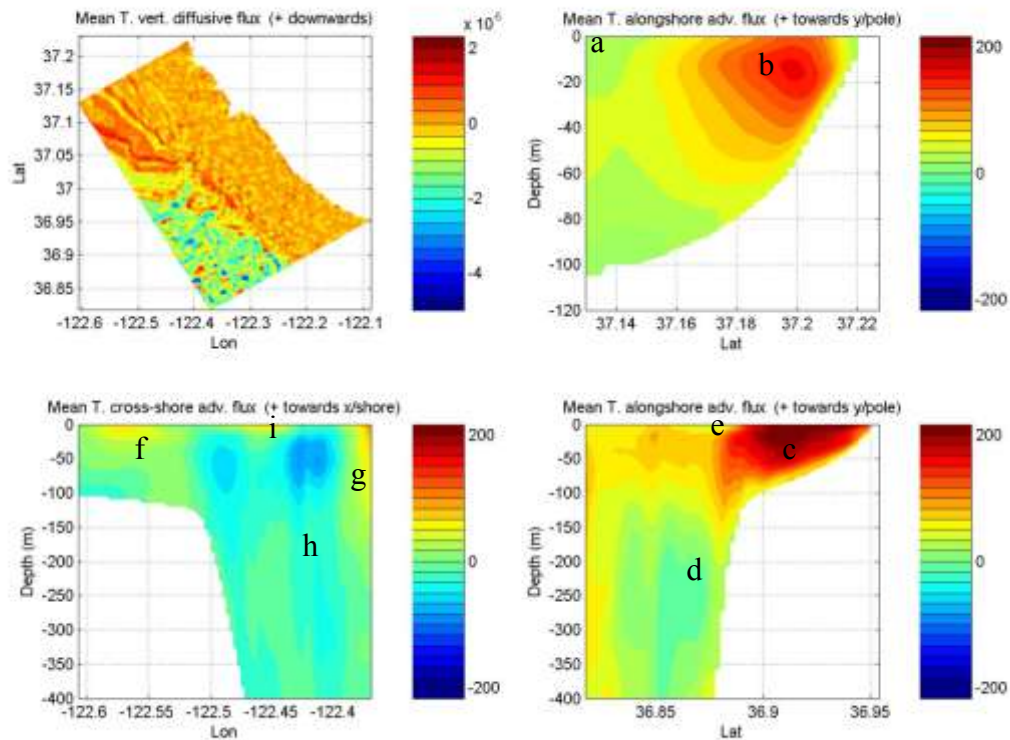 Mean T. vert. diffusive flux (+ downwards)
x 10^6
37.2
37.15
37.1
37.05
37
36.95
36.9
36.85
Lat
-122.6 -122.5 -122.4 -122.3 -122.2 -122.1
Lon
2
0
-2
-4
Mean T. alongshore adv. flux (+ towards y/pole)
a
b
0
-20
-40
-60
-80
-100
-120
Depth (m)
37.14 37.16 37.18 37.2 37.22
Lat
200
100
0
-100
-200
Mean T. cross-shore adv. flux (+ towards x/shore)
f
i
g
h
0
-50
-100
-150
-200
-250
-300
-350
-400
Depth (m)
-122.6 -122.55 -122.5 -122.45 -122.4
Lon
200
100
0
-100
-200
Mean T. alongshore adv. flux (+ towards y/pole)
e
c
d
0
-50
-100
-150
-200
-250
-300
-350
-400
Depth (m)
36.85 36.9 36.95
Lat
200
100
0
-100
-200